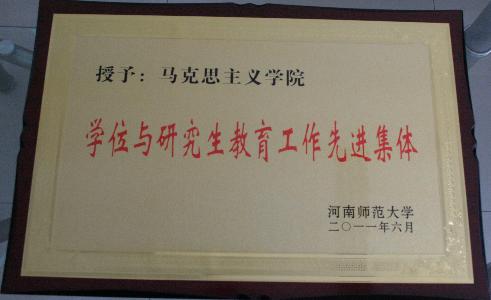 授予：马克思主义学院
学位与研究生教育工作先进集体
河南师范大学
二〇一一年六月